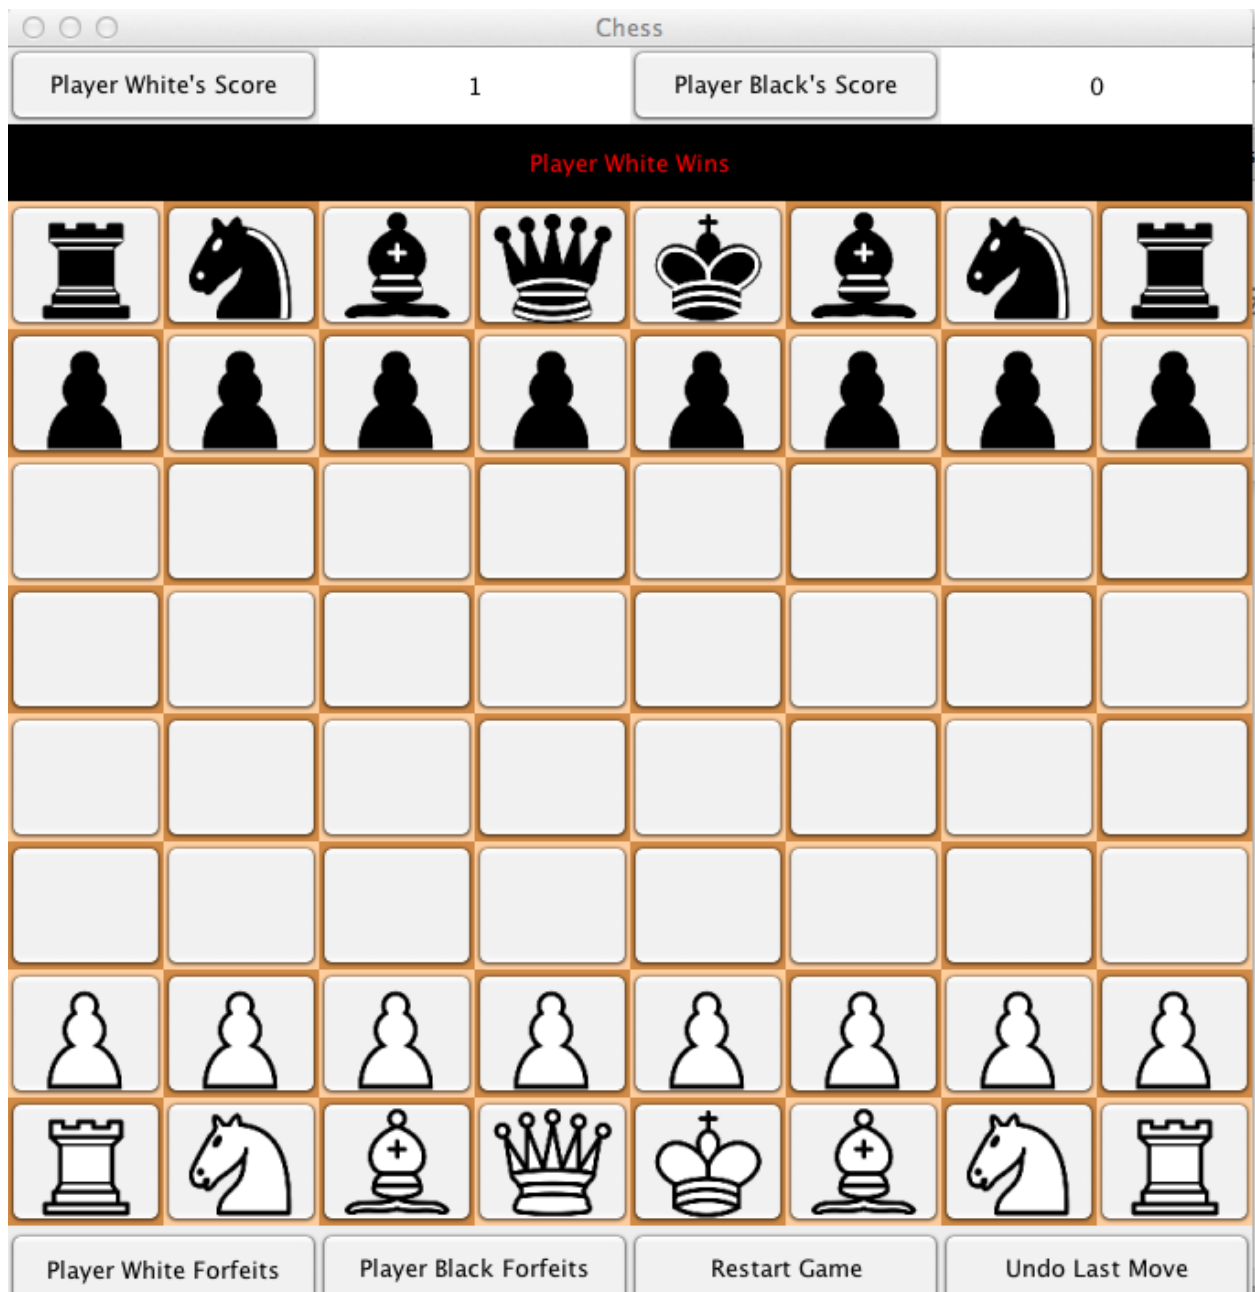 Chess
Player White's Score 1 Player Black's Score 0
Player White Wins
Player White Forfeits Player Black Forfeits Restart Game Undo Last Move